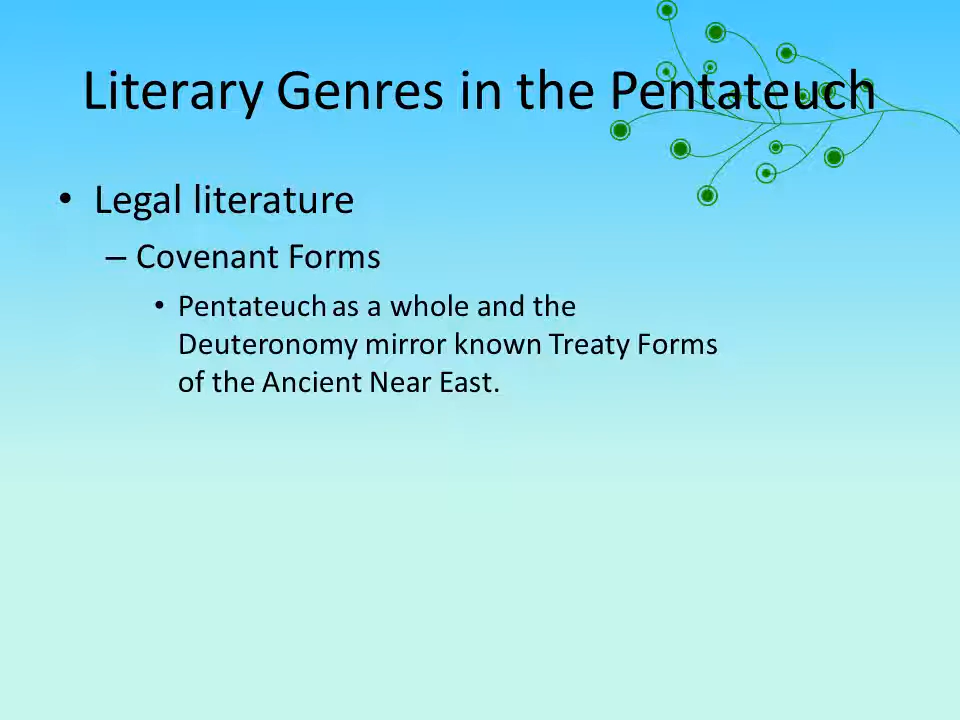 Literary Genres in the Pentateuch
• Legal literature
– Covenant Forms
• Pentateuch as a whole and the
Deuteronomy mirror known Treaty Forms
of the Ancient Near East.